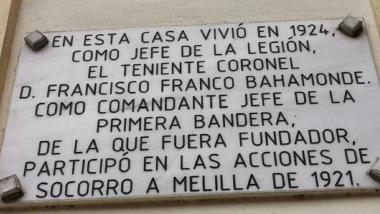 EN ESTA CASA VIVIÓ EN 1924,
COMO JEFE DE LA LEGIÓN,
EL TENIENTE CORONEL
D. FRANCISCO FRANCO BAHAMONDE.
COMO COMANDANTE JEFE DE LA
PRIMERA BANDERA,
DE LA QUE FUERA FUNDADOR,
PARTICIPÓ EN LAS ACCIONES DE
SOCORRO A MELILLA DE 1921.